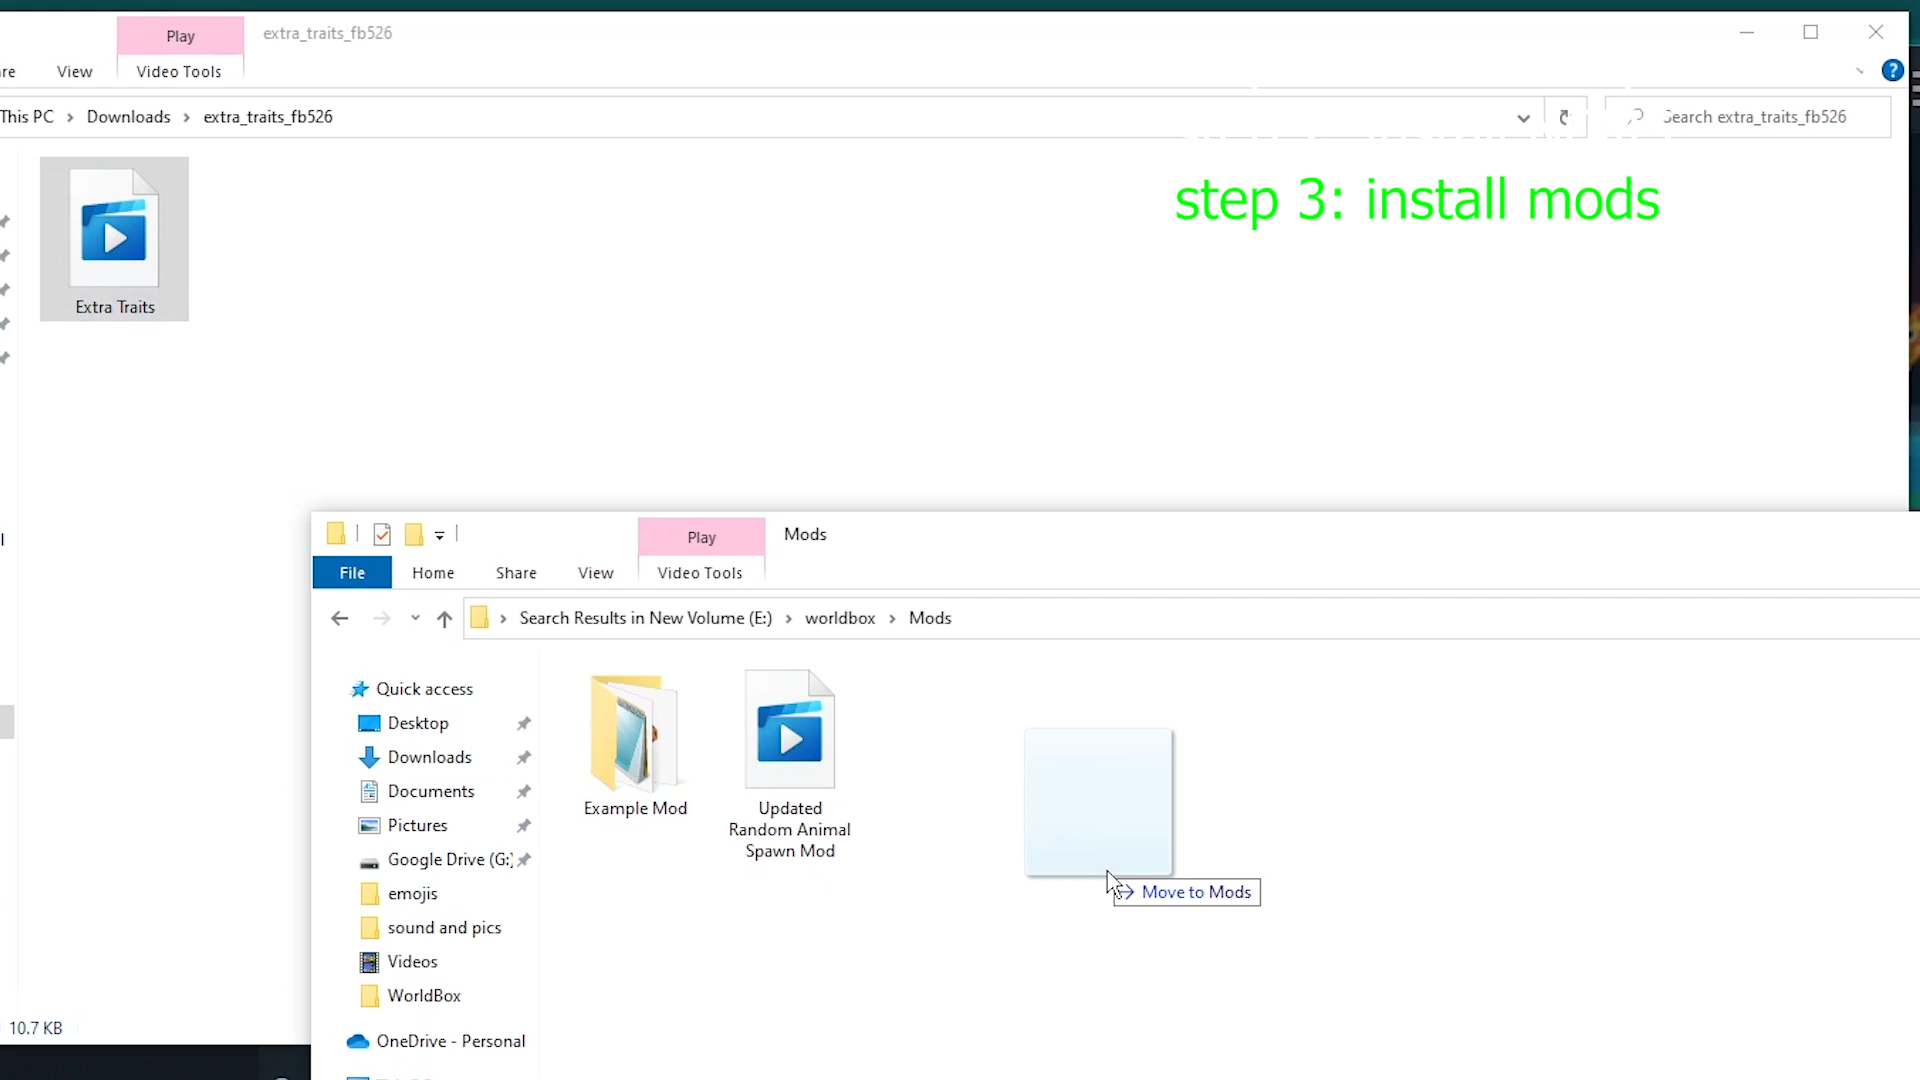 Play
extra_traits_fb526
re
View
Video Tools
This PC > Downloads > extra_traits_fb526
Search extra_traits_fb526
step 3: install mods
Extra Traits
Play
Mods
File
Home
Share
View
Video Tools
Search Results in New Volume (E:) > worldbox > Mods
Quick access
Desktop
Downloads
Documents
Pictures
Google Drive (G:)
emojis
sound and pics
Videos
WorldBox
OneDrive - Personal
Example Mod
Updated
Random Animal
Spawn Mod
Move to Mods
10.7 KB